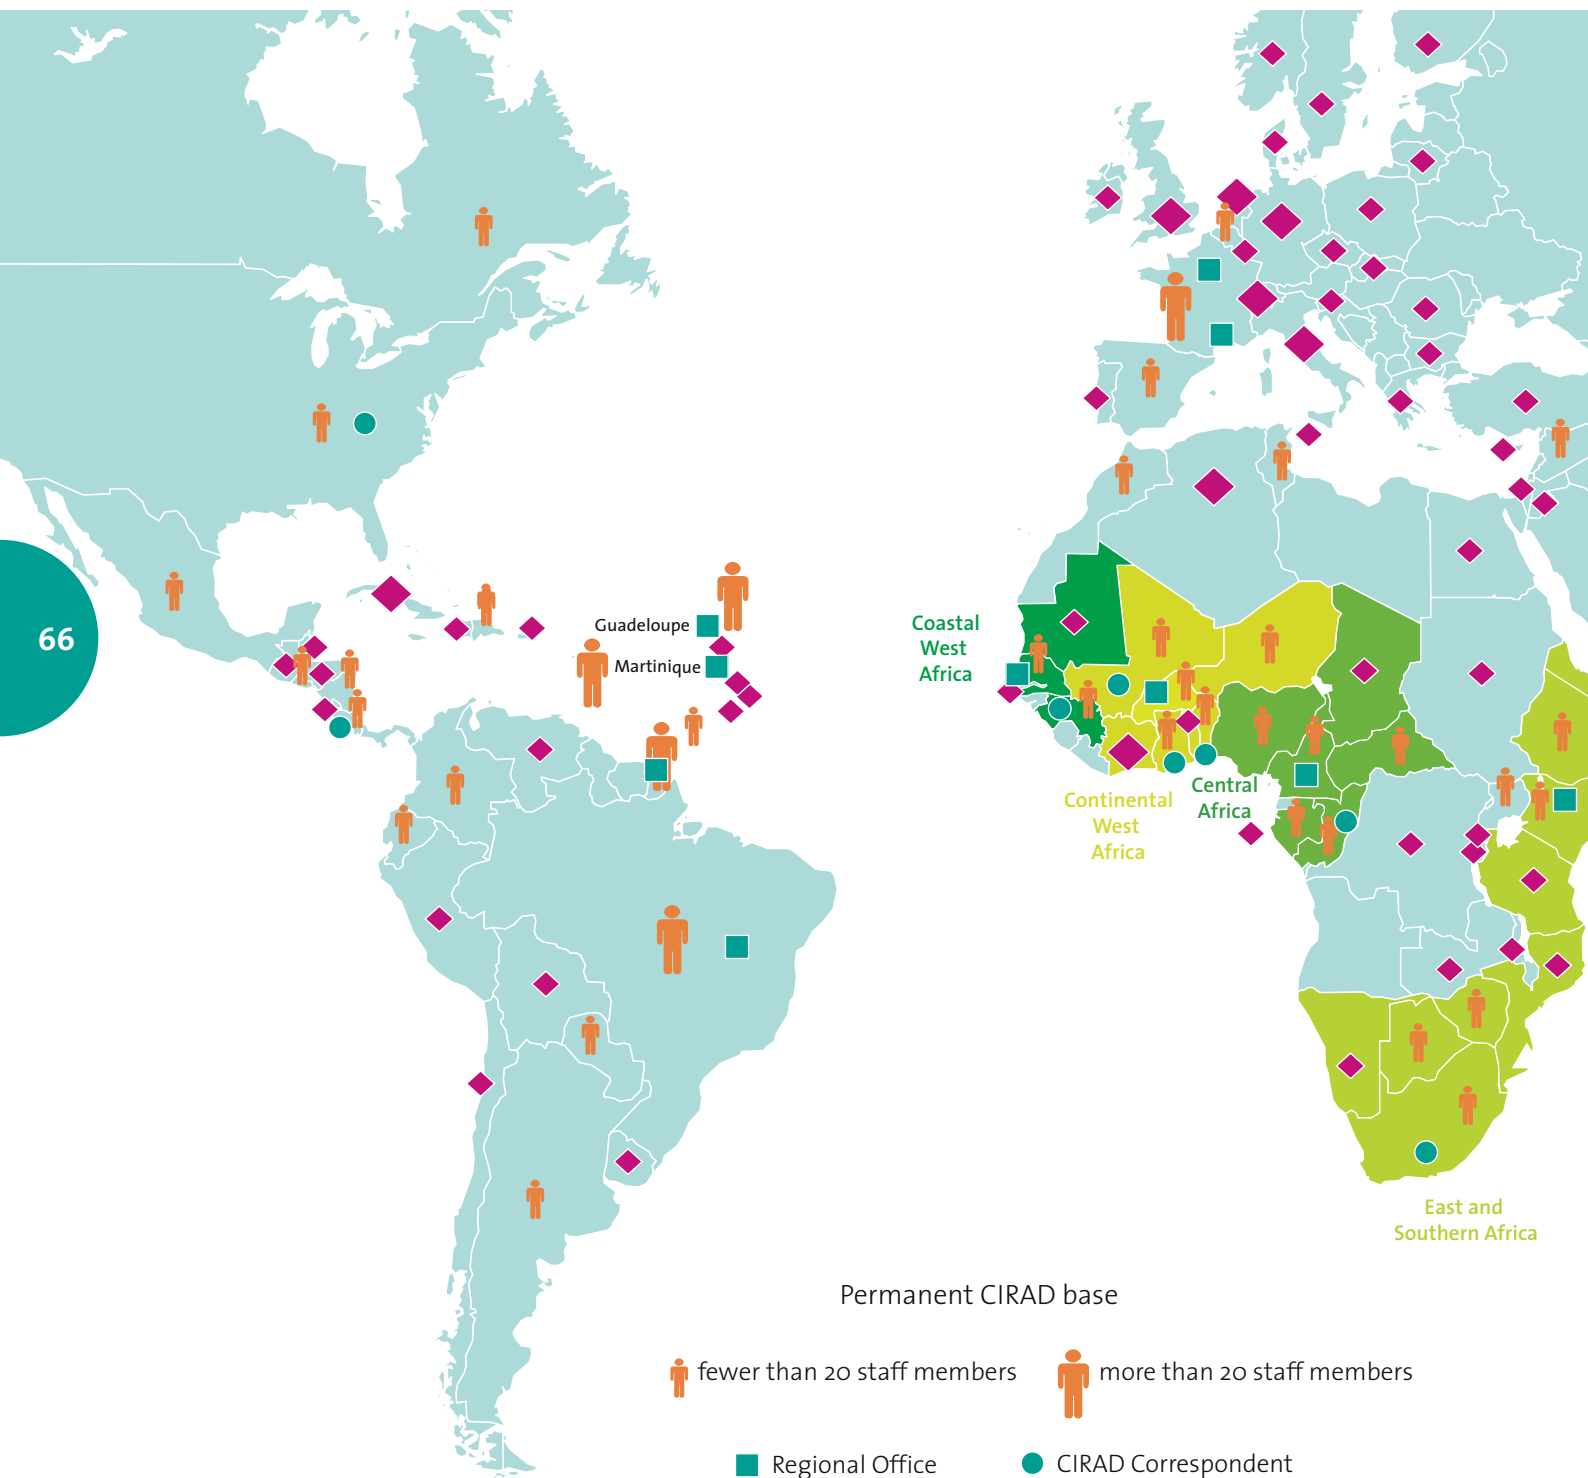 66
Guadeloupe
Martinique
Coastal
West
Africa
Continental
West
Africa
Central
Africa
East and
Southern Africa
Permanent CIRAD base
fewer than 20 staff members
more than 20 staff members
Regional Office
CIRAD Correspondent